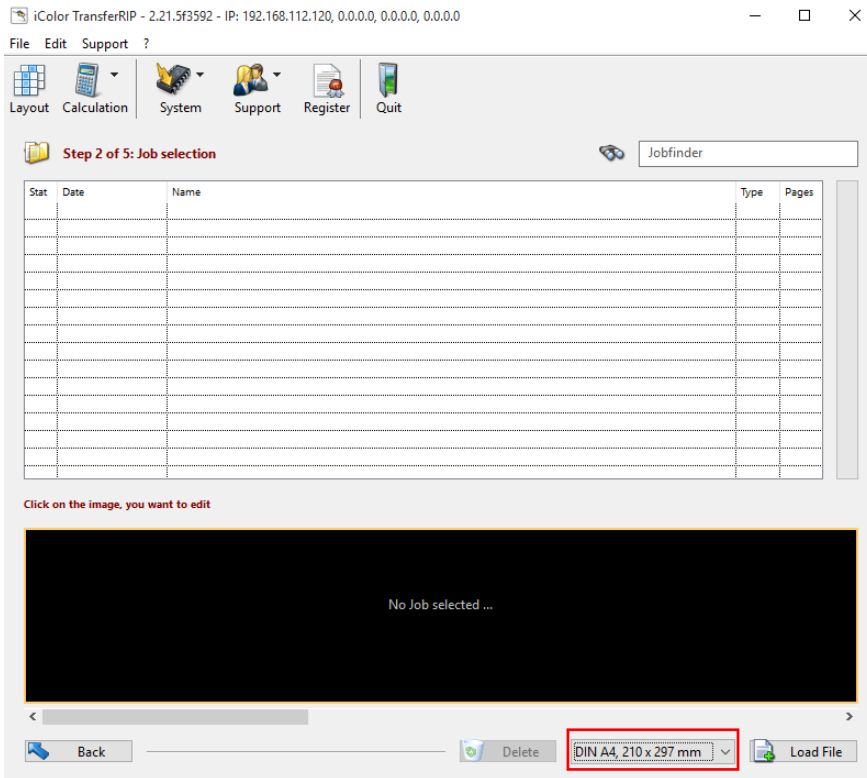 iColor TransferRIP - 2.21.5f3592 - IP: 192.168.112.120, 0.0.0.0, 0.0.0.0, 0.0.0.0
File Edit Support ?
Layout Calculation System Support Register Quit
Step 2 of 5: Job selection Jobfinder
Stat Date Name Type Pages
Click on the image, you want to edit
No Job selected ...
Back Delete DIN A4, 210 x 297 mm Load File